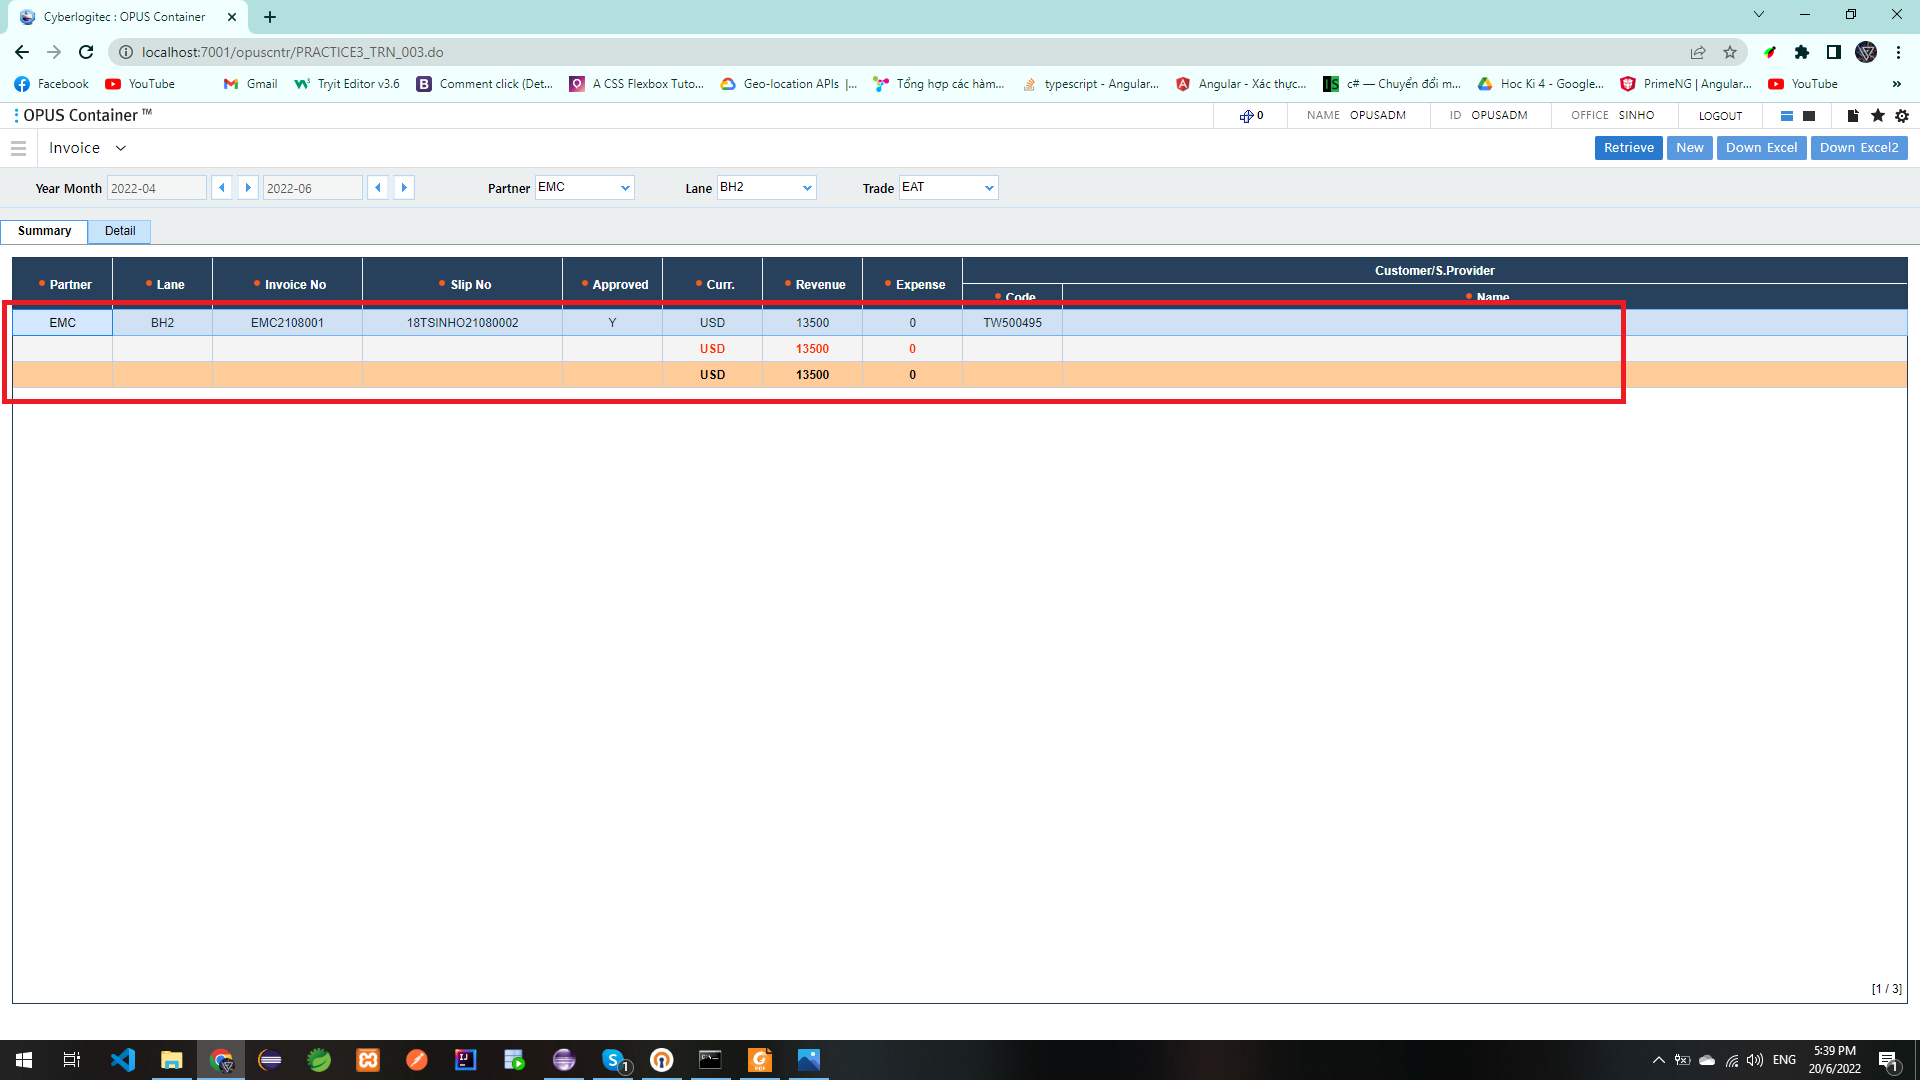 Cyberlogitec : OPUS Container
localhost:7001/opuscntr/PRACTICE3_TRN_003.do
Facebook YouTube Gmail Tryit Editor v3.6 Comment click (Det... A CSS Flexbox Tuto... Geo-location APIs |... Tổng hợp các hàm... typescript - Angular... Angular - Xác thực... c# — Chuyển đổi m... Hoc Ki 4 - Google... PrimeNG | Angular... YouTube »
OPUS Container ™ 0 NAME OPUSADM ID OPUSADM OFFICE SINHO LOGOUT
Invoice Retrieve New Down Excel Down Excel2
Year Month 2022-04 2022-06 Partner EMC Lane BH2 Trade EAT
Summary Detail
Customer/S.Provider
Partner Lane Invoice No Slip No Approved Curr. Revenue Expense
Code Name
EMC BH2 EMC2108001 18TSINHO21080002 Y USD 13500 0 TW500495
USD 13500 0
USD 13500 0
[1 / 3]
5:39 PM
ENG
20/6/2022